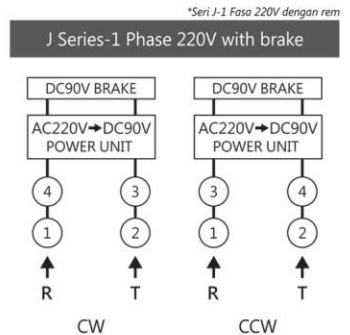 *Seri J-1 Fasa 220V dengan rem
J Series-1 Phase 220V with brake
DC90V BRAKE DC90V BRAKE
AC220V→DC90V AC220V→DC90V
POWER UNIT POWER UNIT
4 3 3 4
1 2 1 2
R T R T
CW CCW